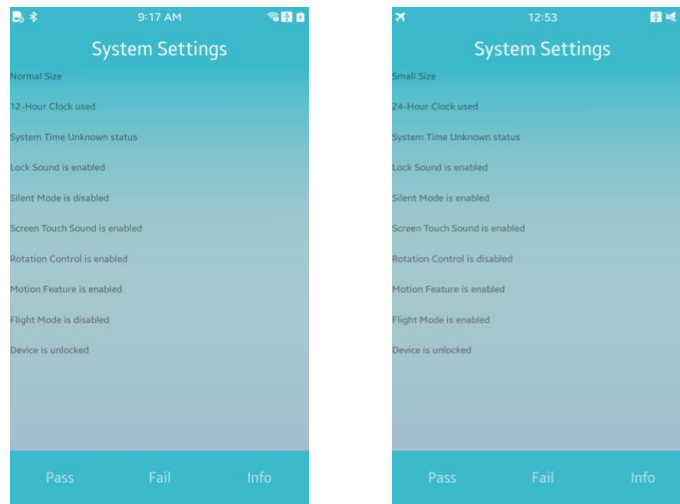 9:17 AM
System Settings
Normal Size
12-Hour Clock used
System Time Unknown status
Lock Sound is enabled
Silent Mode is disabled
Screen Touch Sound is enabled
Rotation Control is enabled
Motion Feature is enabled
Flight Mode is disabled
Device is unlocked
Pass Fail Info
12:53
System Settings
Small Size
24-Hour Clock used
System Time Unknown status
Lock Sound is enabled
Silent Mode is enabled
Screen Touch Sound is enabled
Rotation Control is disabled
Motion Feature is enabled
Flight Mode is enabled
Device is unlocked
Pass Fail Info